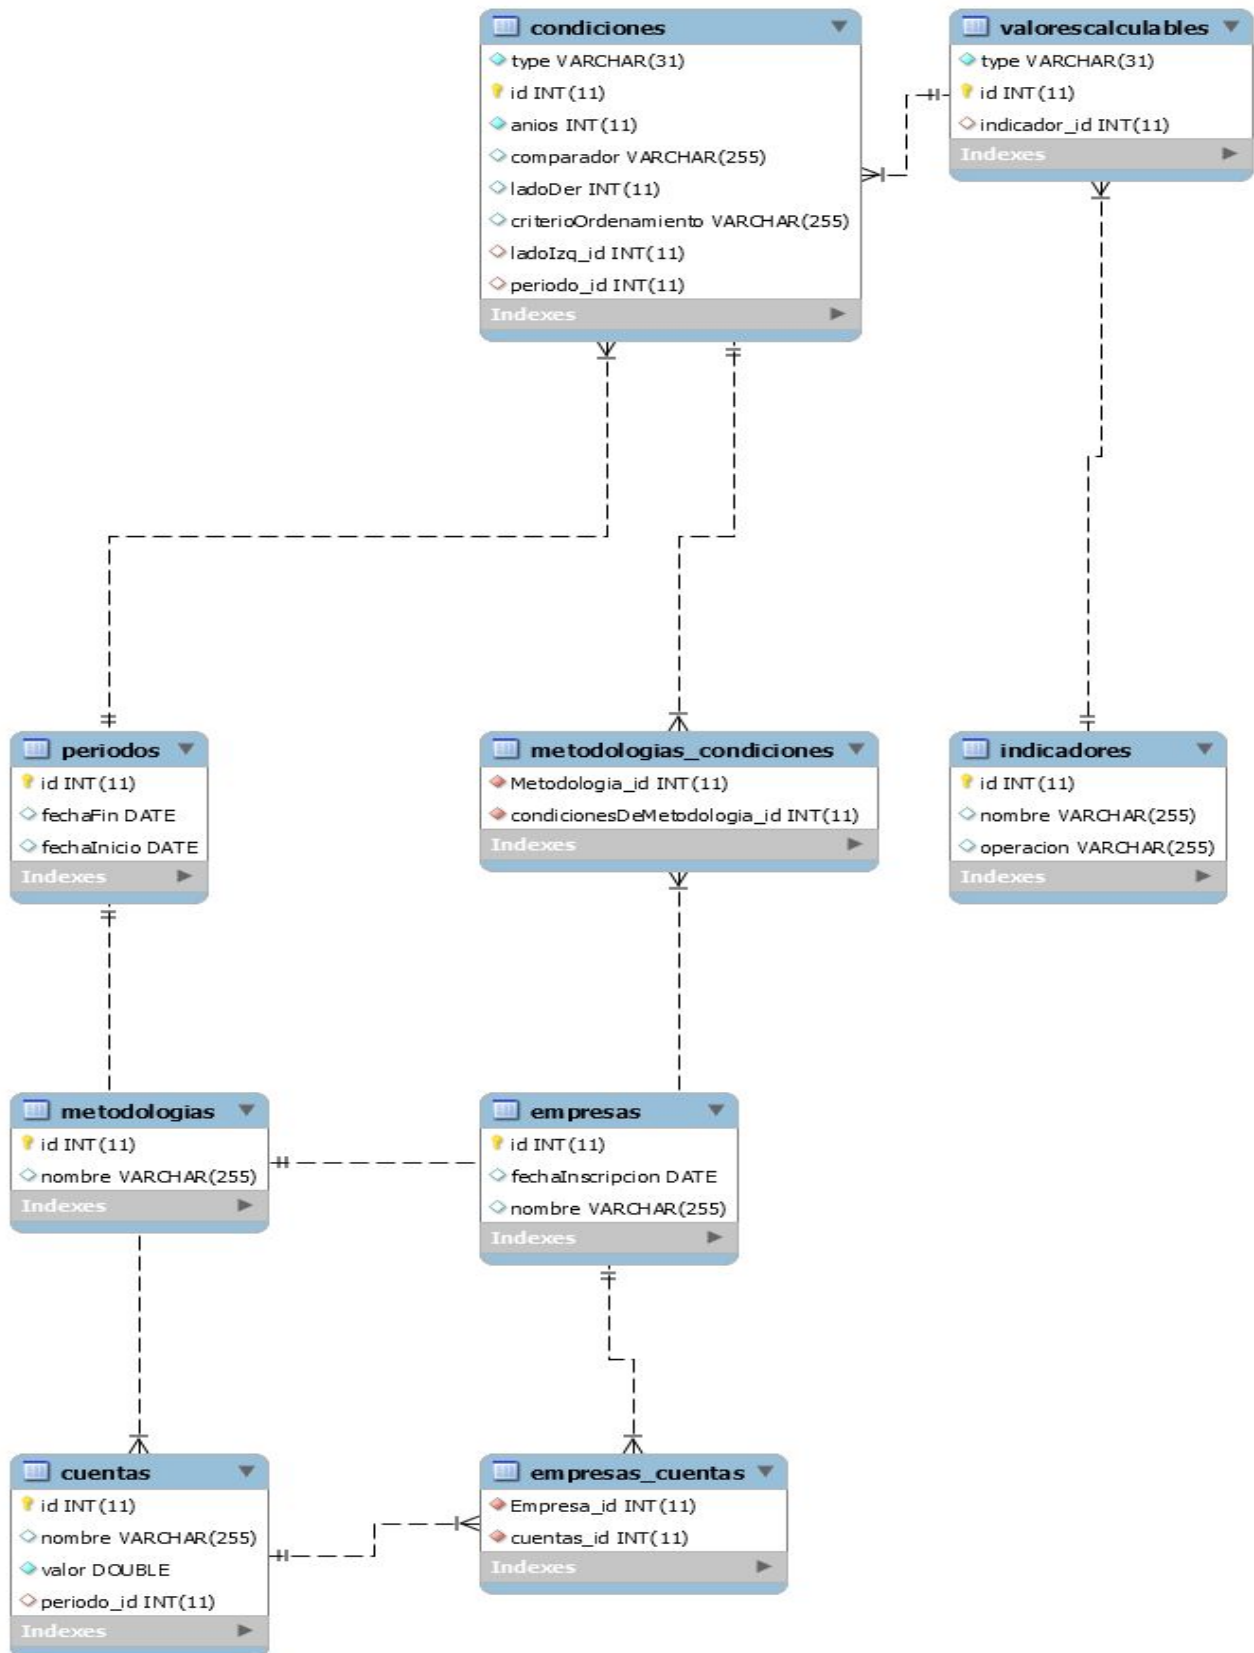 condiciones
type VARCHAR(31)
id INT(11)
anios INT(11)
comparador VARCHAR(255)
ladoDer INT(11)
criterioOrdenamiento VARCHAR(255)
ladoIzq_id INT(11)
periodo_id INT(11)
Indexes
valorescalculables
type VARCHAR(31)
id INT(11)
indicador_id INT(11)
Indexes
periodos
id INT(11)
fechaFin DATE
fechaInicio DATE
Indexes
metodologias_condiciones
Metodologia_id INT(11)
condicionesDeMetodologia_id INT(11)
Indexes
indicadores
id INT(11)
nombre VARCHAR(255)
operacion VARCHAR(255)
Indexes
metodologias
id INT(11)
nombre VARCHAR(255)
Indexes
empresas
id INT(11)
fechaInscripcion DATE
nombre VARCHAR(255)
Indexes
cuentas
id INT(11)
nombre VARCHAR(255)
valor DOUBLE
periodo_id INT(11)
Indexes
empresas_cuentas
Empresa_id INT(11)
cuentas_id INT(11)
Indexes